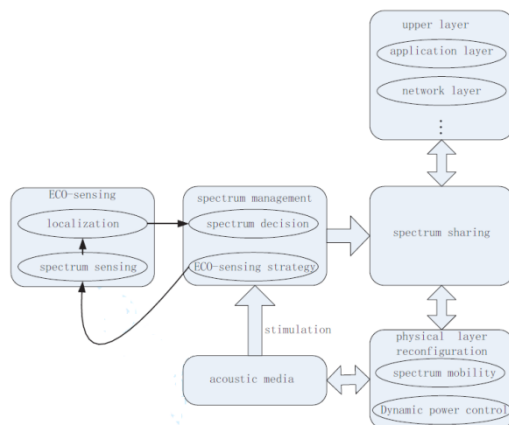 upper layer
application layer
network layer
⋮
ECO-sensing
localization
spectrum sensing
spectrum management
spectrum decision
ECO-sensing strategy
spectrum sharing
stimulation
acoustic media
physical layer
reconfiguration
spectrum mobility
Dynamic power control